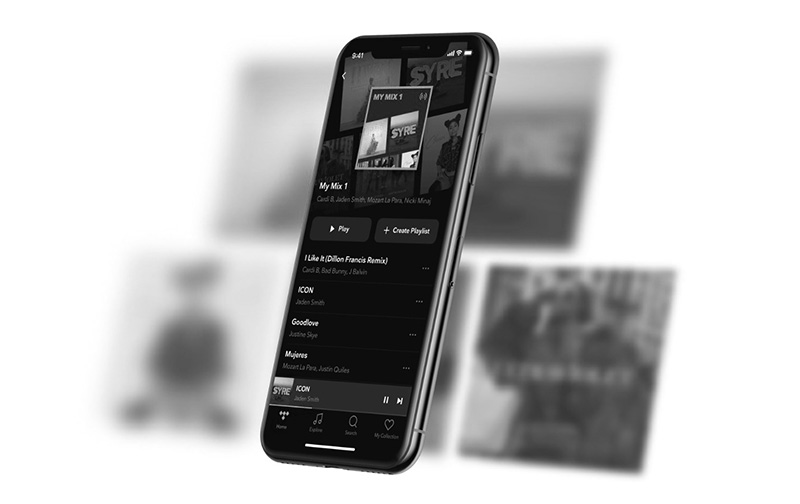 9:41
SYRE
MY MIX 1
SYRE
My Mix 1
Cardi B, Jaden Smith, Mozart La Para, Nicki Minaj
Play
Create Playlist
I Like It (Dillon Francis Remix)
Cardi B, Bad Bunny, J Balvin
ICON
Jaden Smith
Goodlove
Justine Skye
Mujeres
Mozart La Para, Justin Quiles
SYRE
ICON
Jaden Smith
Home
Explore
Search
My Collection